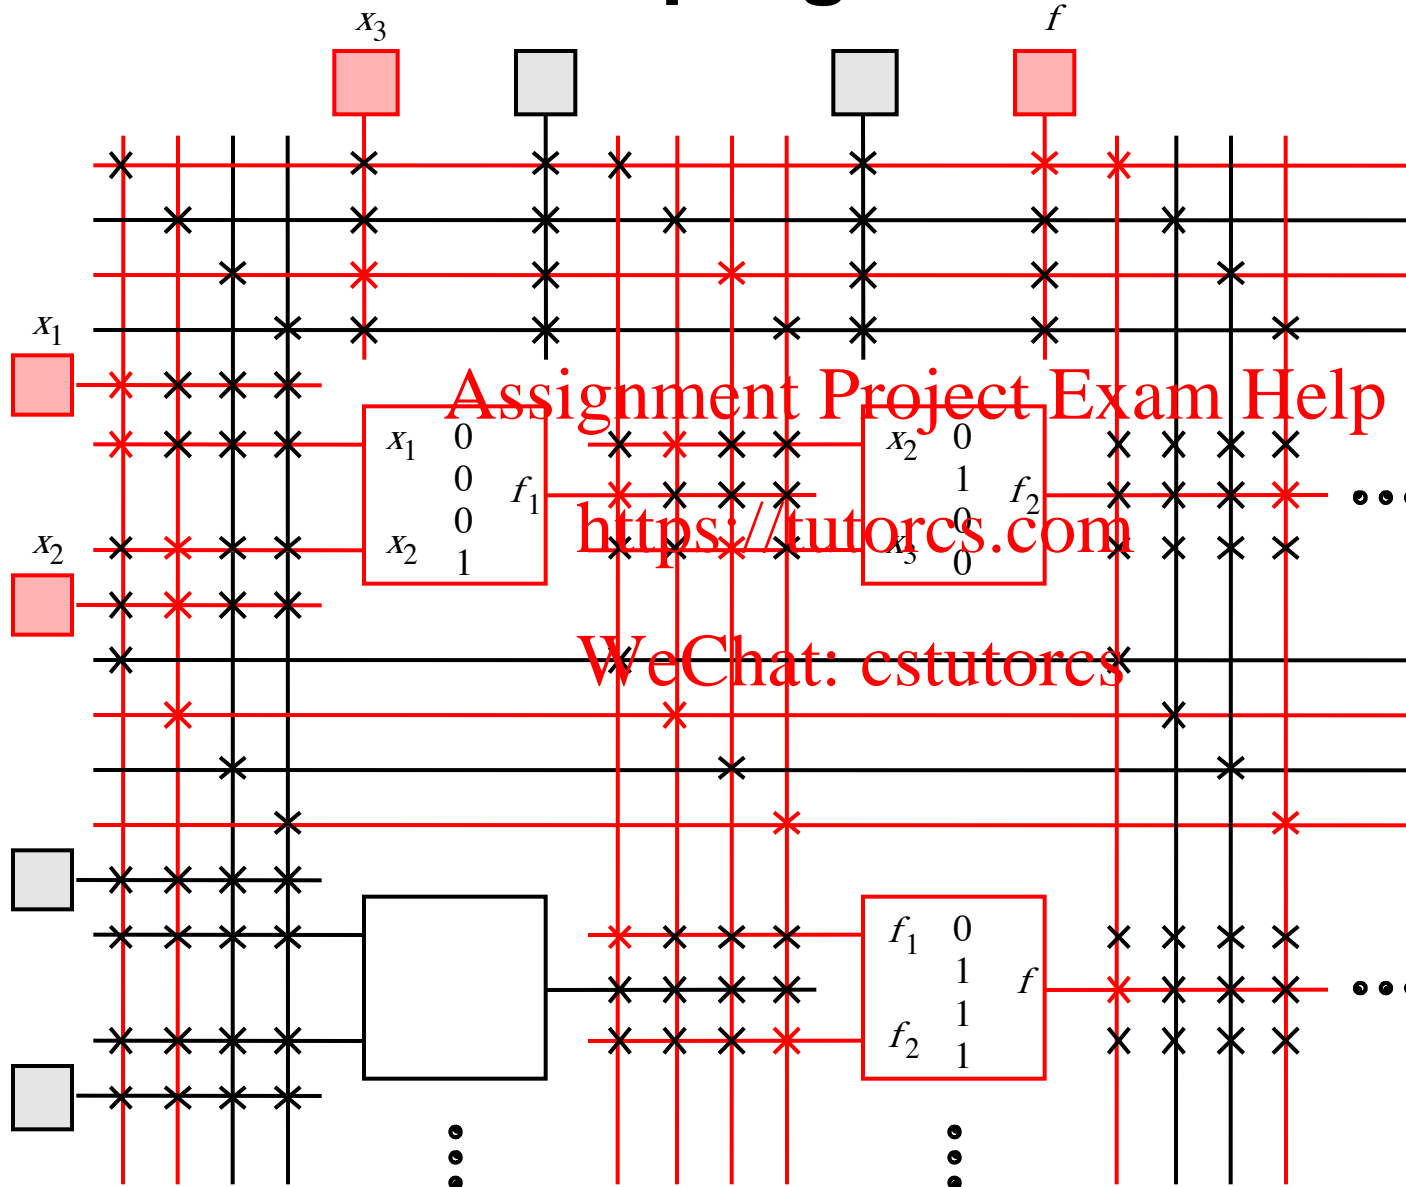 x3 f
x1
Assignment Project Exam Help
x1 0 x2 0
0 1
f1 f2
0 0
https://tutorcs.com
x2 x2 1 x3 0
WeChat: cstutorcs
f1 0
1
f
1
f2 1